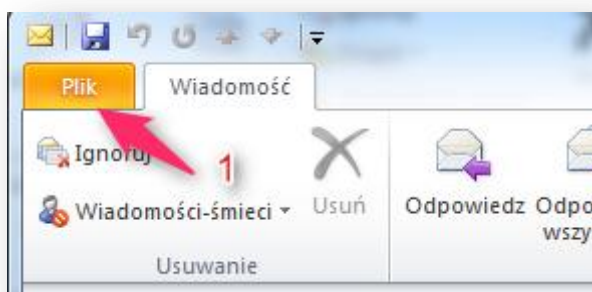 Plik Wiadomość
Ignoruj
1
Wiadomości-śmieci
Usuń
Odpowiedz
Usuwanie